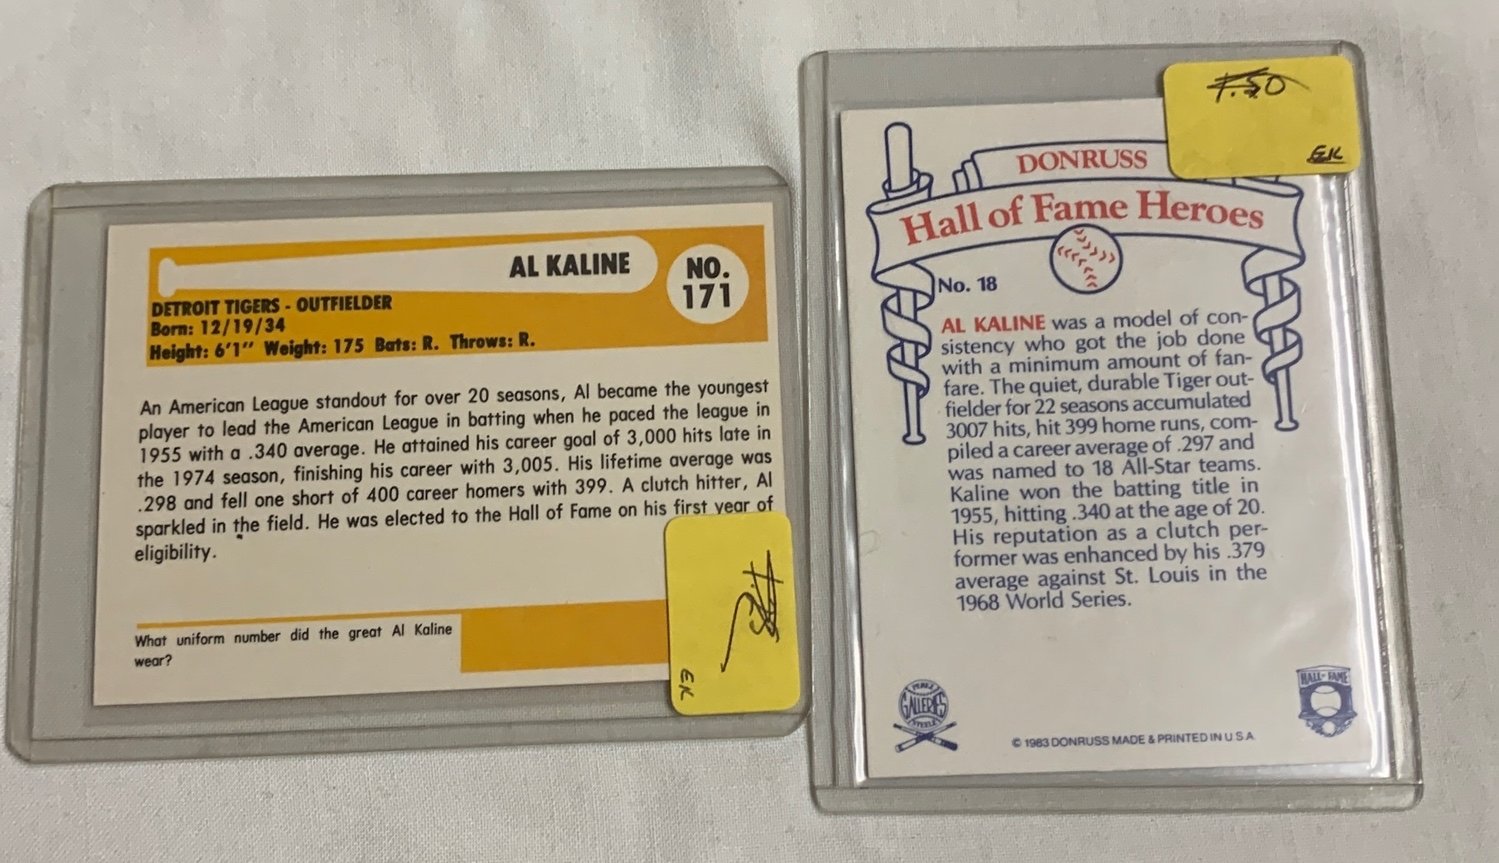 AL KALINE
NO.
171
DETROIT TIGERS - OUTFIELDER
Born: 12/19/34
Height: 6'1" Weight: 175 Bats: R. Throws: R.
An American League standout for over 20 seasons, Al became the youngest
player to lead the American League in batting when he paced the league in
1955 with a .340 average. He attained his career goal of 3,000 hits late in
the 1974 season, finishing his career with 3,005. His lifetime average was
.298 and fell one short of 400 career homers with 399. A clutch hitter, Al
sparkled in the field. He was elected to the Hall of Fame on his first year of
eligibility.
What uniform number did the great Al Kaline
wear?
EK
.50
EK
DONRUSS
Hall of Fame Heroes
No. 18
AL KALINE was a model of con-
sistency who got the job done
with a minimum amount of fan-
fare. The quiet, durable Tiger out-
fielder for 22 seasons accumulated
3007 hits, hit 399 home runs, com-
piled a career average of .297 and
was named to 18 All-Star teams.
Kaline won the batting title in
1955, hitting .340 at the age of 20.
His reputation as a clutch per-
former was enhanced by his .379
average against St. Louis in the
1968 World Series.
PEREZ
GALLERIES
STEELE
HALL OF FAME
© 1983 DONRUSS MADE & PRINTED IN U S A